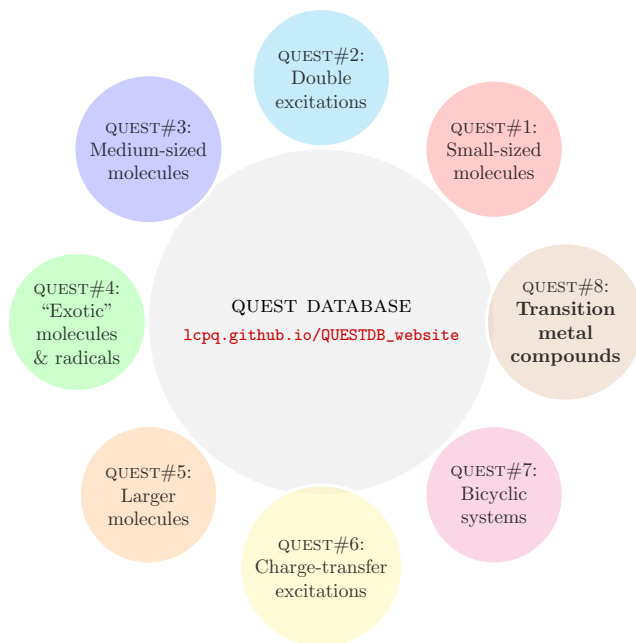 QUEST#2:
Double
excitations
QUEST#3:
Medium-sized
molecules
QUEST#1:
Small-sized
molecules
QUEST#4:
“Exotic”
molecules
& radicals
QUEST DATABASE
lcpq.github.io/QUESTDB_website
QUEST#8:
Transition
metal
compounds
QUEST#5:
Larger
molecules
QUEST#7:
Bicyclic
systems
QUEST#6:
Charge-transfer
excitations